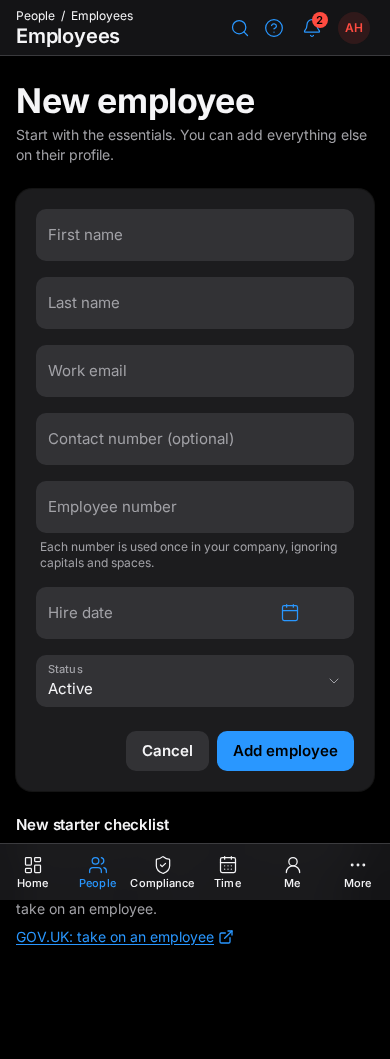 People / Employees
Employees
2
AH
New employee
Start with the essentials. You can add everything else
on their profile.
First name
Last name
Work email
Contact number (optional)
Employee number
Each number is used once in your company, ignoring
capitals and spaces.
Hire date
Status
Active
Cancel
Add employee
New starter checklist
Home
People
Compliance
Time
Me
More
take on an employee.
GOV.UK: take on an employee